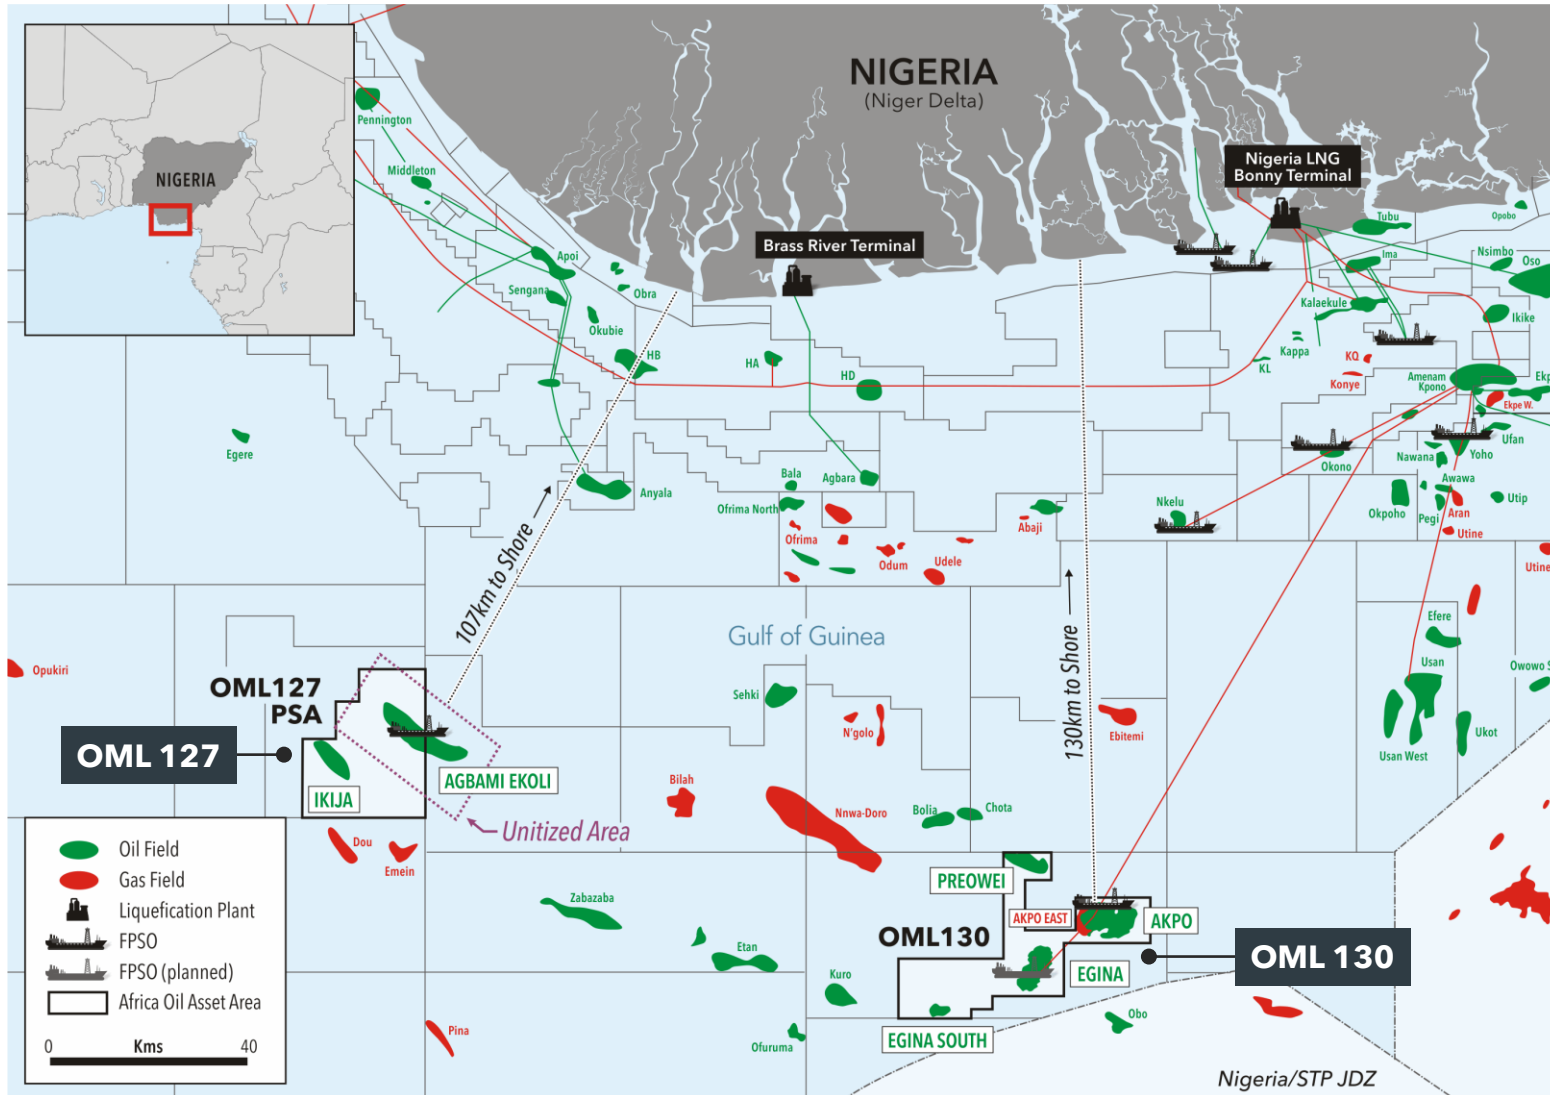 NIGERIA
NIGERIA
(Niger Delta)
Nigeria LNG
Bonny Terminal
Brass River Terminal
Pennington
Middleton
Apoi
Sengana
Obra
Okubie
HB
HA
HD
Egere
Anyala
Bala
Agbara
Ofrima North
Ofrima
Odum
Udele
Abaji
Nkelu
Okono
Opobo
Tubu
Ima
Nsimbo
Oso
Kalaekule
Ikike
Kappa
KL
KQ
Konye
Amenam
Kpono
Ekp
Ekpe W.
Ufan
Yoho
Nawana
Awawa
Okpoho
Pegi
Aran
Utip
Utine
Utine
107km to Shore
130km to Shore
Gulf of Guinea
Efere
Usan
Owowo S
Usan West
Ukot
Opukiri
OML127
PSA
OML 127
IKIJA
AGBAMI EKOLI
Unitized Area
Sehki
N'golo
Ebitemi
Bilah
Nnwa-Doro
Bolia
Chota
Dou
Emein
Zabazaba
Etan
Kuro
Ofuruma
Pina
PREOWEI
AKPO EAST
AKPO
OML130
OML 130
EGINA
EGINA SOUTH
Obo
Nigeria/STP JDZ
Oil Field
Gas Field
Liquefication Plant
FPSO
FPSO (planned)
Africa Oil Asset Area
0 Kms 40